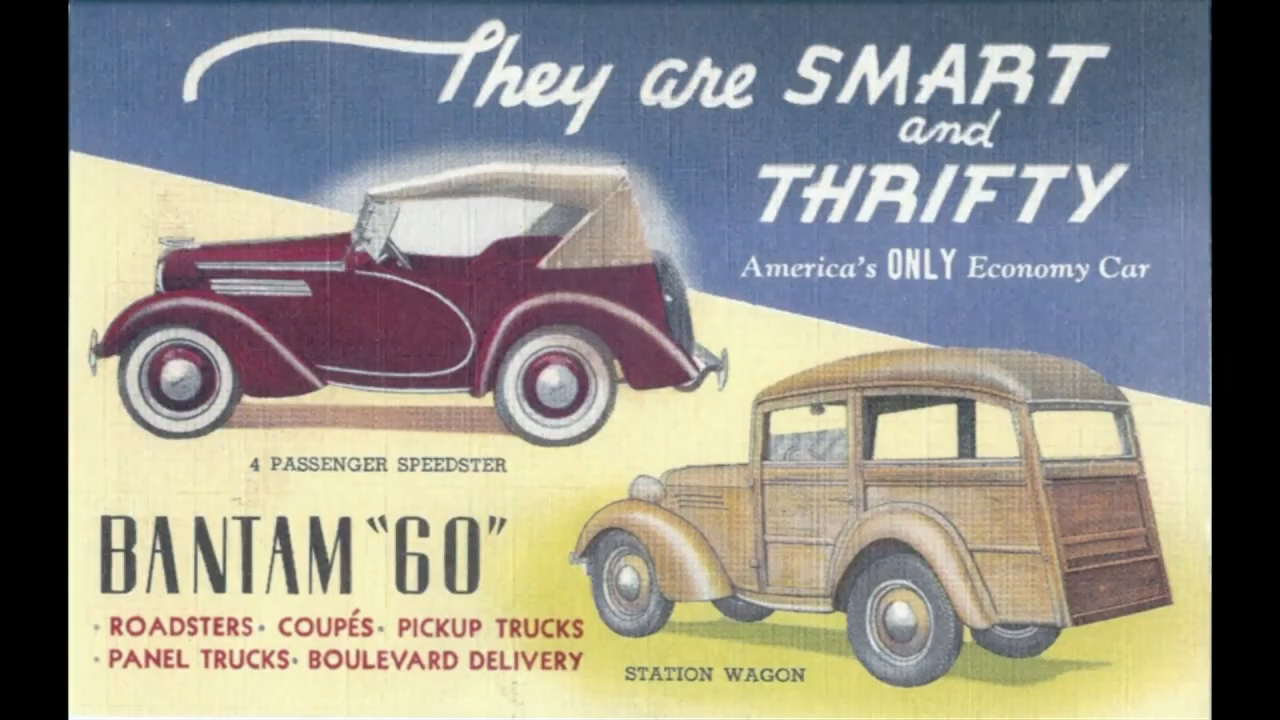 They are SMART
and
THRIFTY
America's ONLY Economy Car
4 PASSENGER SPEEDSTER
BANTAM "60"
· ROADSTERS · COUPÉS · PICKUP TRUCKS
· PANEL TRUCKS · BOULEVARD DELIVERY
STATION WAGON